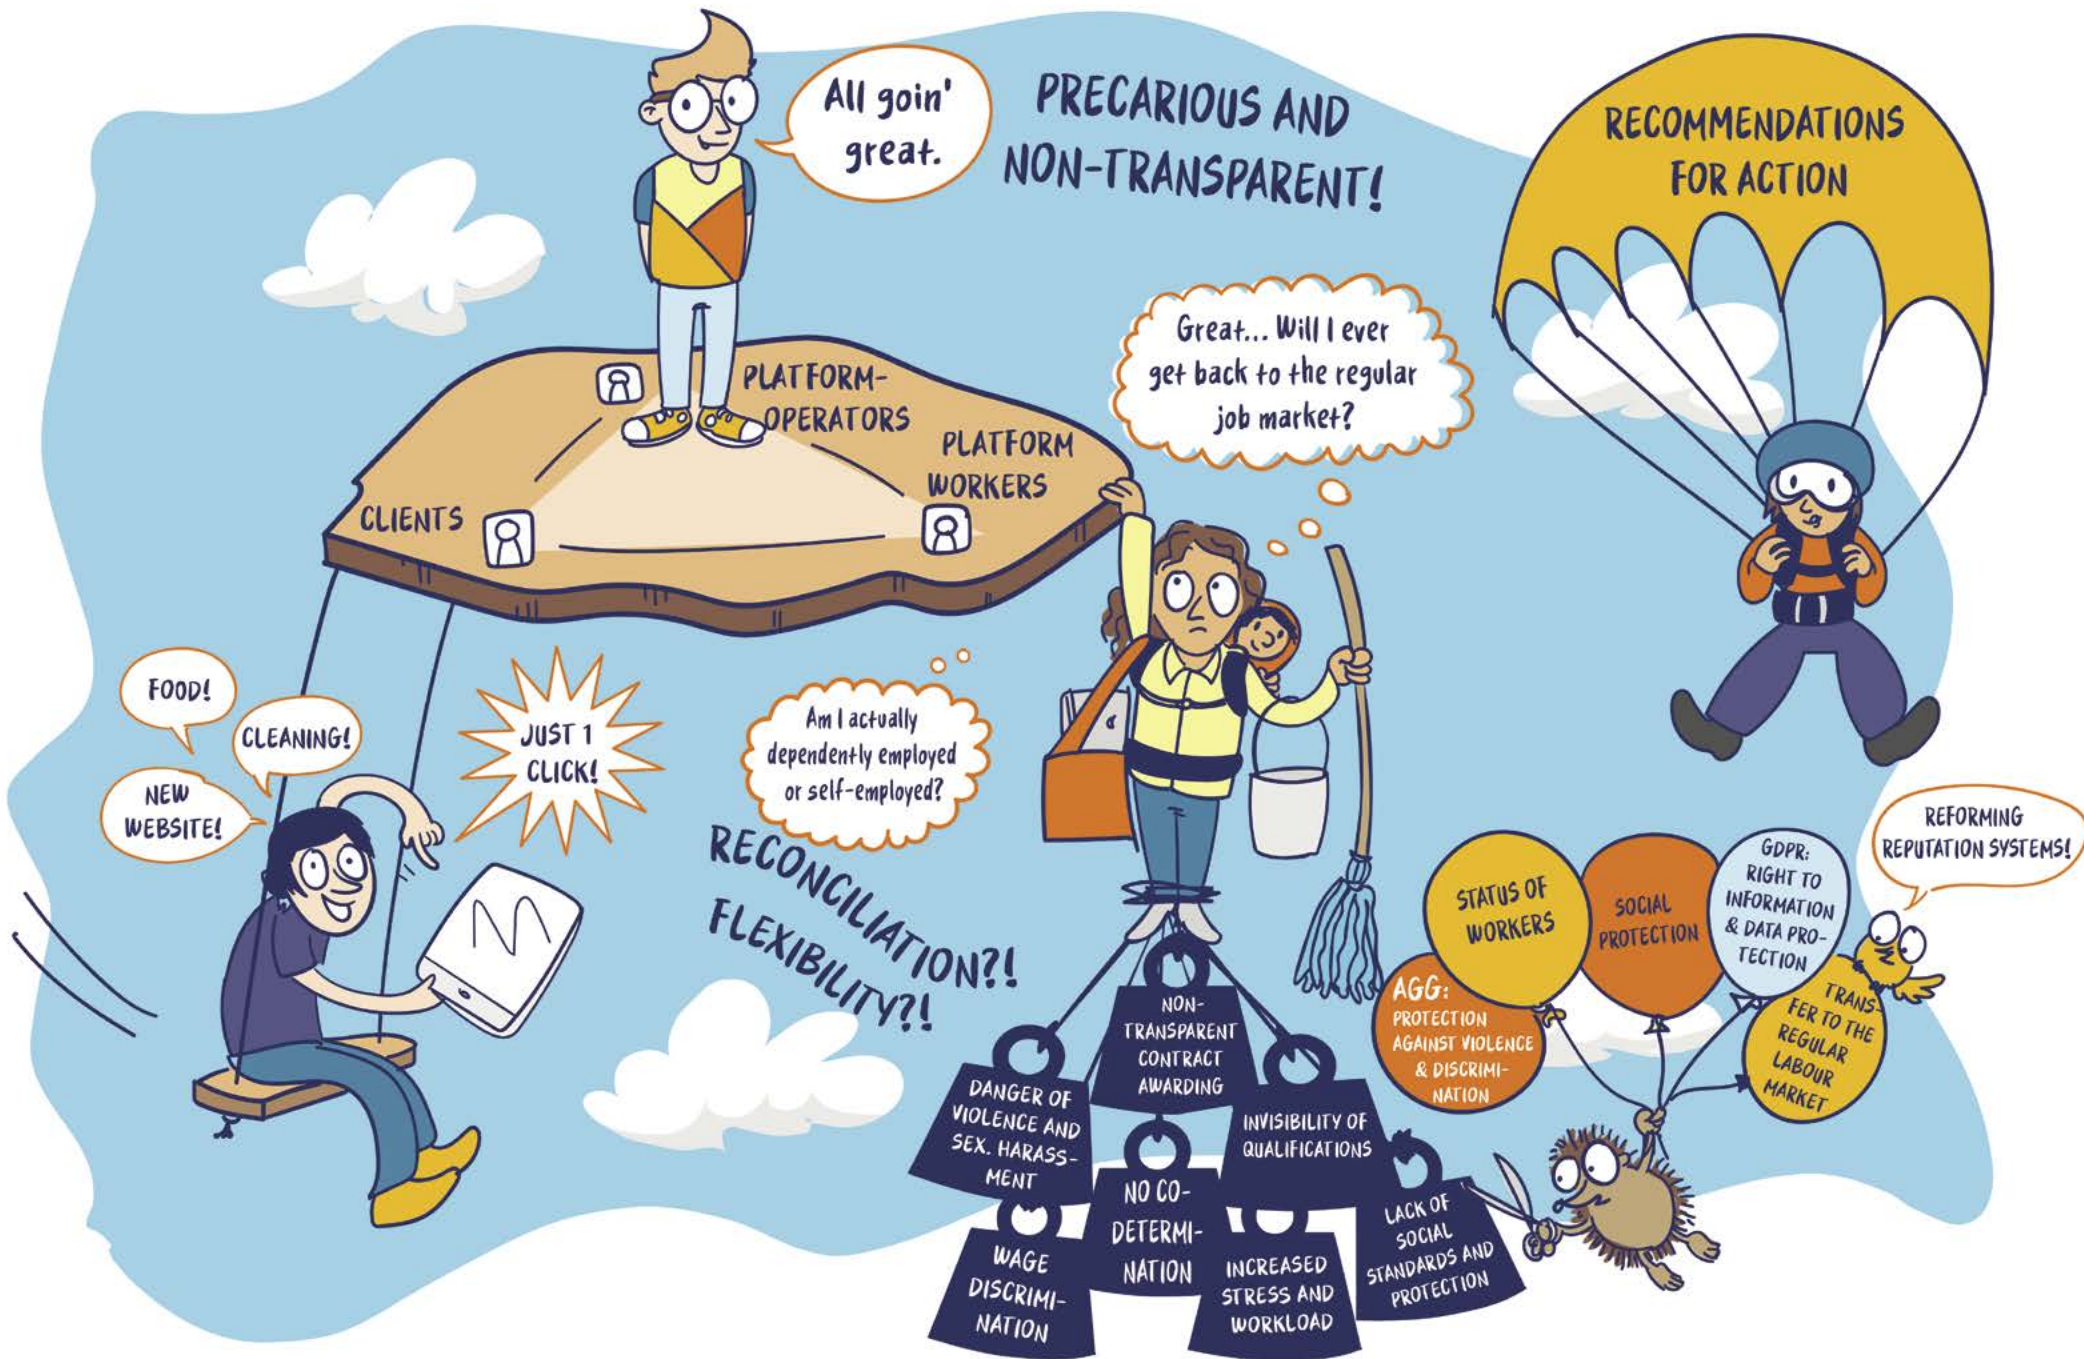 All goin'
great.
PRECARIOUS AND
NON-TRANSPARENT!
RECOMMENDATIONS
FOR ACTION
Great... Will I ever
get back to the regular
job market?
PLATFORM-
OPERATORS
PLATFORM
WORKERS
CLIENTS
FOOD!
CLEANING!
NEW
WEBSITE!
JUST 1
CLICK!
Am I actually
dependently employed
or self-employed?
RECONCILIATION?!
FLEXIBILITY?!
REFORMING
REPUTATION SYSTEMS!
STATUS OF
WORKERS
SOCIAL
PROTECTION
GDPR:
RIGHT TO
INFORMATION
& DATA PRO-
TECTION
AGG:
PROTECTION
AGAINST VIOLENCE
& DISCRIMI-
NATION
TRANS-
FER TO THE
REGULAR
LABOUR
MARKET
NON-
TRANSPARENT
CONTRACT
AWARDING
DANGER OF
VIOLENCE AND
SEX. HARASS-
MENT
INVISIBILITY OF
QUALIFICATIONS
NO CO-
DETERMI-
NATION
LACK OF
SOCIAL
STANDARDS AND
PROTECTION
WAGE
DISCRIMI-
NATION
INCREASED
STRESS AND
WORKLOAD